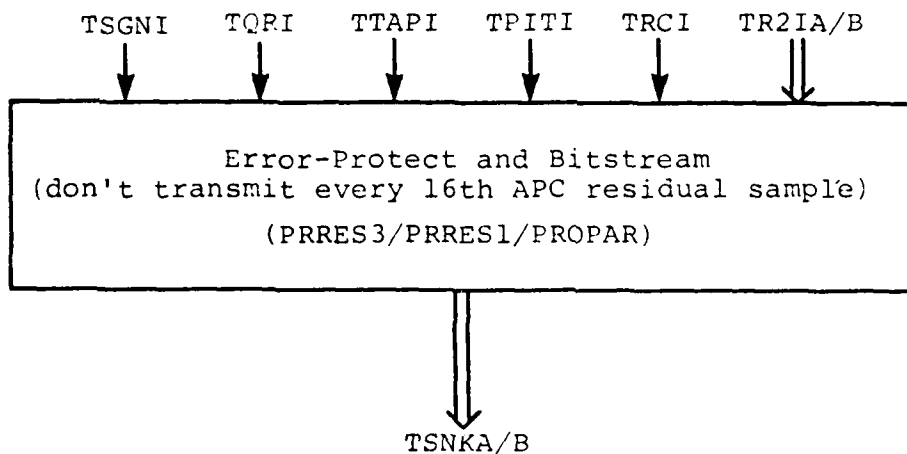 TSGNI TQRI TTAPI TPITI TRCI TR2IA/B
Error-Protect and Bitstream
(don't transmit every 16th APC residual sample)
(PRRES3/PRRES1/PROPAR)
TSNKA/B